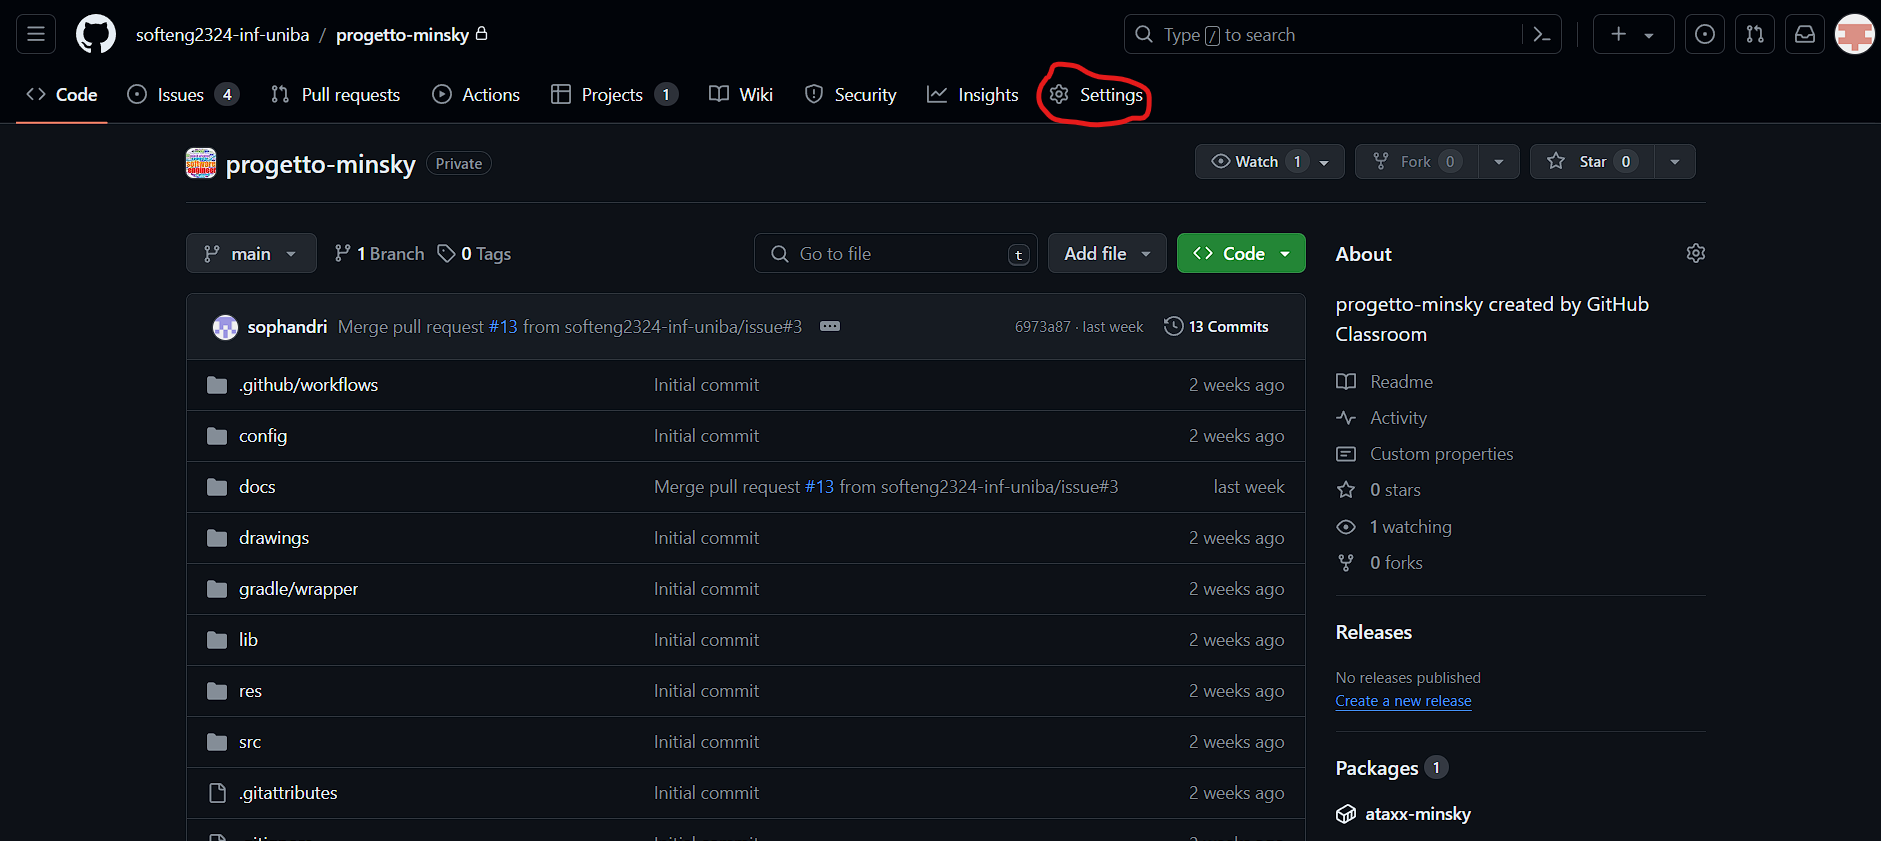 softeng2324-inf-uniba / progetto-minsky
Type / to search
Code Issues 4 Pull requests Actions Projects 1 Wiki Security Insights Settings
progetto-minsky Private
Watch 1 Fork 0 Star 0
main 1 Branch 0 Tags Go to file t Add file Code
sophandri Merge pull request #13 from softeng2324-inf-uniba/issue#3 6973a87 · last week 13 Commits
.github/workflows Initial commit 2 weeks ago
config Initial commit 2 weeks ago
docs Merge pull request #13 from softeng2324-inf-uniba/issue#3 last week
drawings Initial commit 2 weeks ago
gradle/wrapper Initial commit 2 weeks ago
lib Initial commit 2 weeks ago
res Initial commit 2 weeks ago
src Initial commit 2 weeks ago
.gitattributes Initial commit 2 weeks ago
About
progetto-minsky created by GitHub
Classroom
Readme
Activity
Custom properties
0 stars
1 watching
0 forks
Releases
No releases published
Create a new release
Packages 1
ataxx-minsky